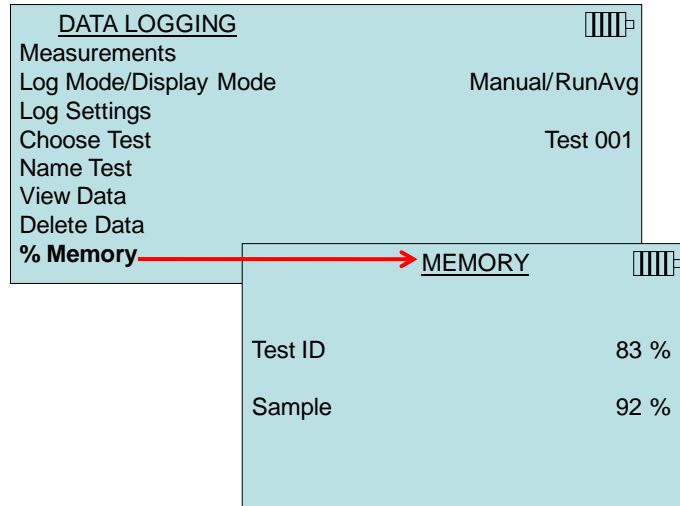 DATA LOGGING
Measurements
Log Mode/Display Mode Manual/RunAvg
Log Settings
Choose Test Test 001
Name Test
View Data
Delete Data
% Memory
MEMORY
Test ID 83 %
Sample 92 %